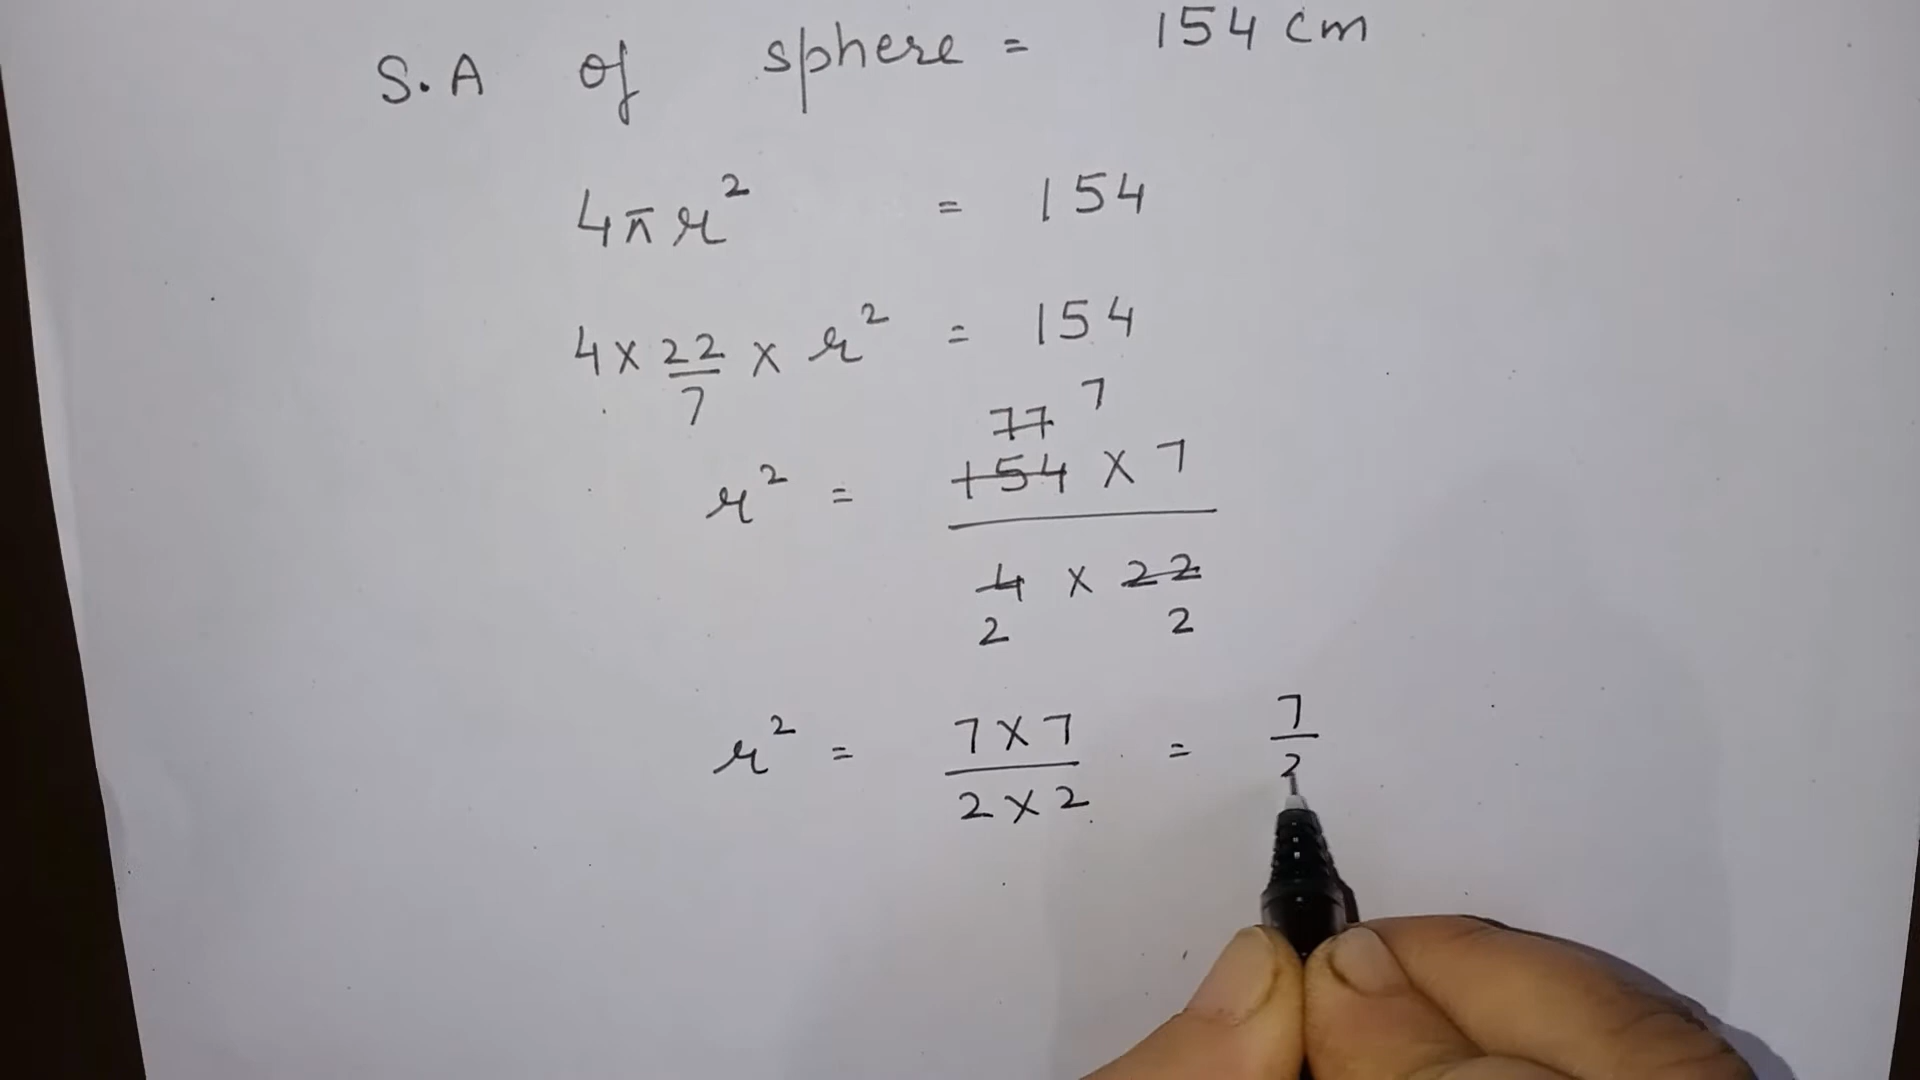 S.A of sphere = 154 cm
4πr² = 154
4 x 22/7 x r² = 154
77 7
r² = 154 x 7 / 4 x 22
2 2
r² = 7 x 7 / 2 x 2 = 7/2